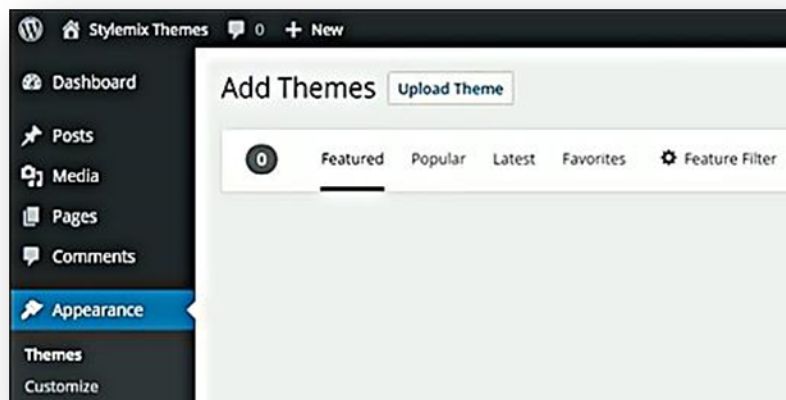 Stylemix Themes 0 + New
Dashboard
Add Themes Upload Theme
Posts
0 Featured Popular Latest Favorites Feature Filter
Media
Pages
Comments
Appearance
Themes
Customize